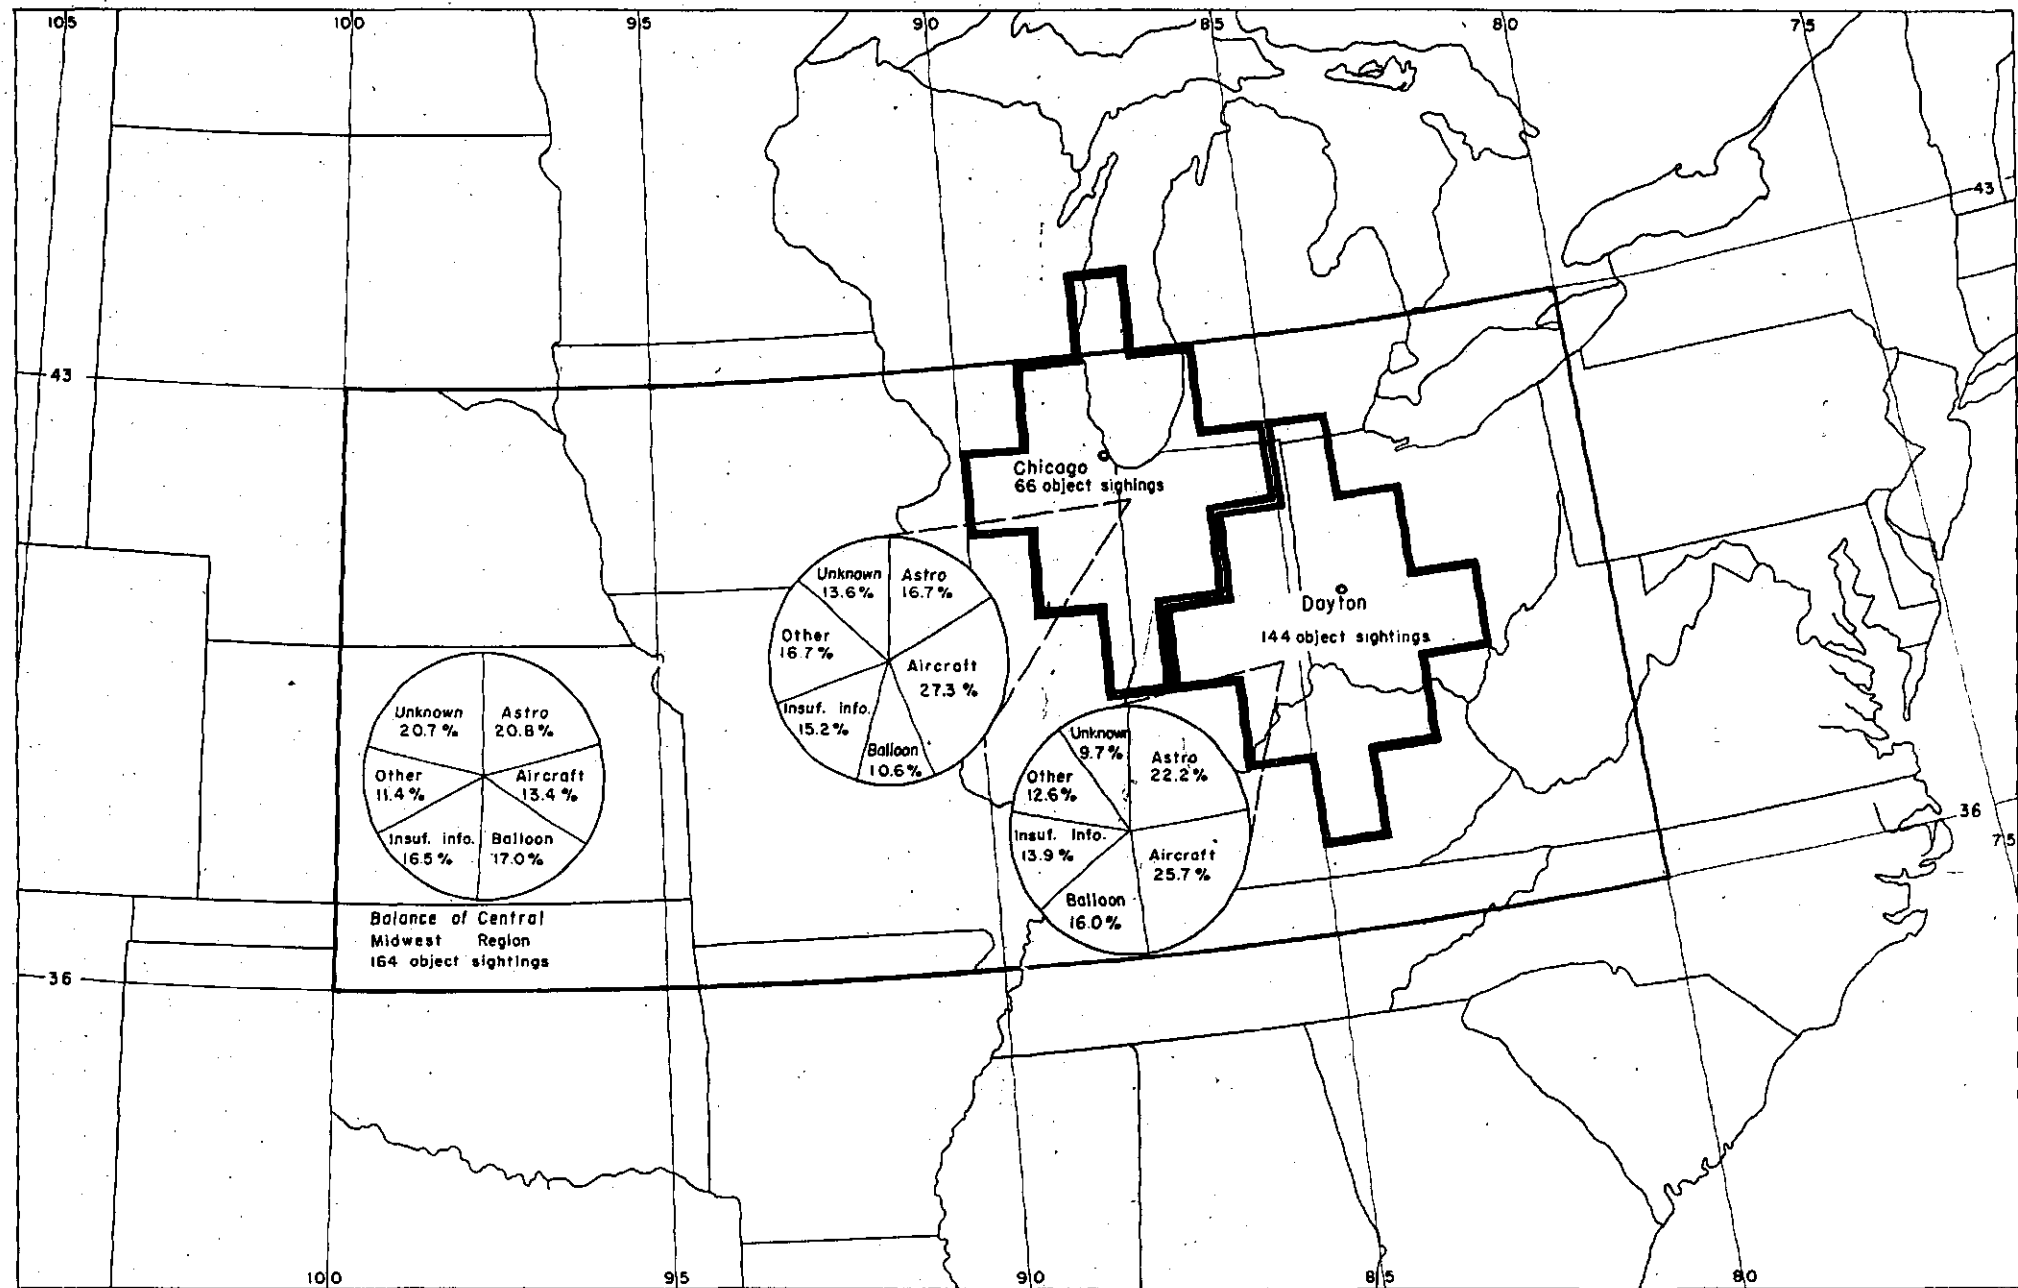 105
100
95
90
85
80
75
43
43
Chicago
66 object sighings
Dayton
144 object sightings
Unknown
13.6%
Astro
16.7%
Other
16.7%
Aircraft
27.3 %
Insuf. info.
15.2%
Balloon
10.6%
Unknown
20.7 %
Astro
20.8%
Other
11.4 %
Aircraft
13.4 %
Insuf. info.
16.5 %
Balloon
17.0%
Unknown
9.7%
Astro
22.2%
Other
12.6%
Insuf. Info.
13.9 %
Aircraft
25.7 %
Balloon
16.0%
Balance of Central
Midwest Region
164 object sightings
36
36
75
100
95
90
85
80